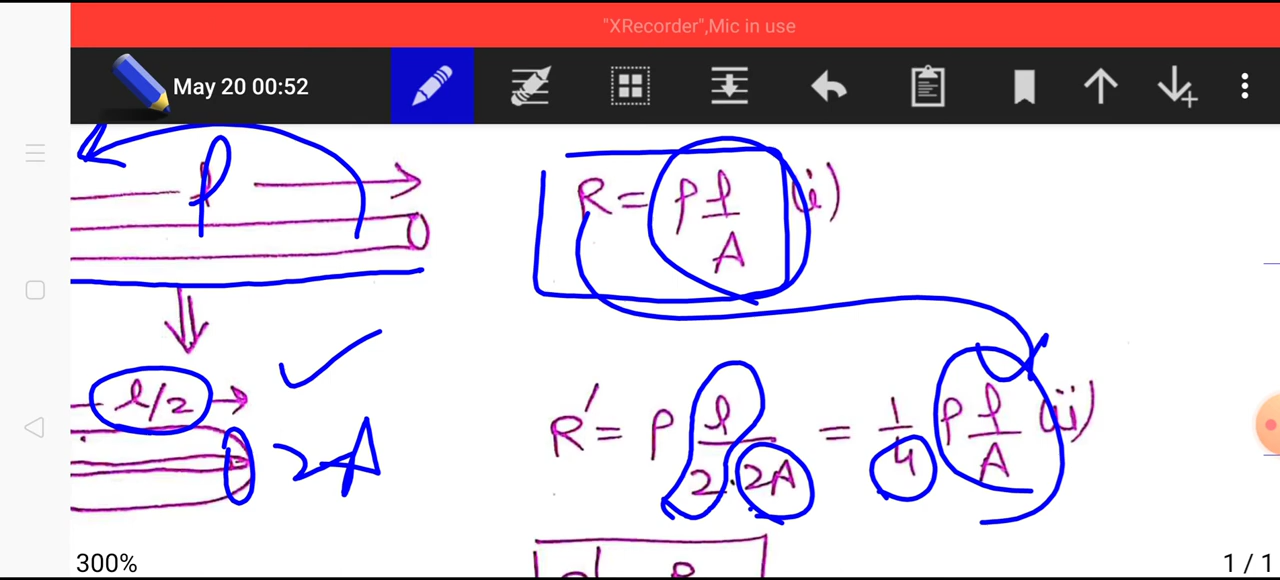 "XRecorder",Mic in use
May 20 00:52
l
R = ρ l/A (i)
l/2
2A
R' = ρ l/2·2A = 1/4 ρ l/A (ii)
300%
1 / 1